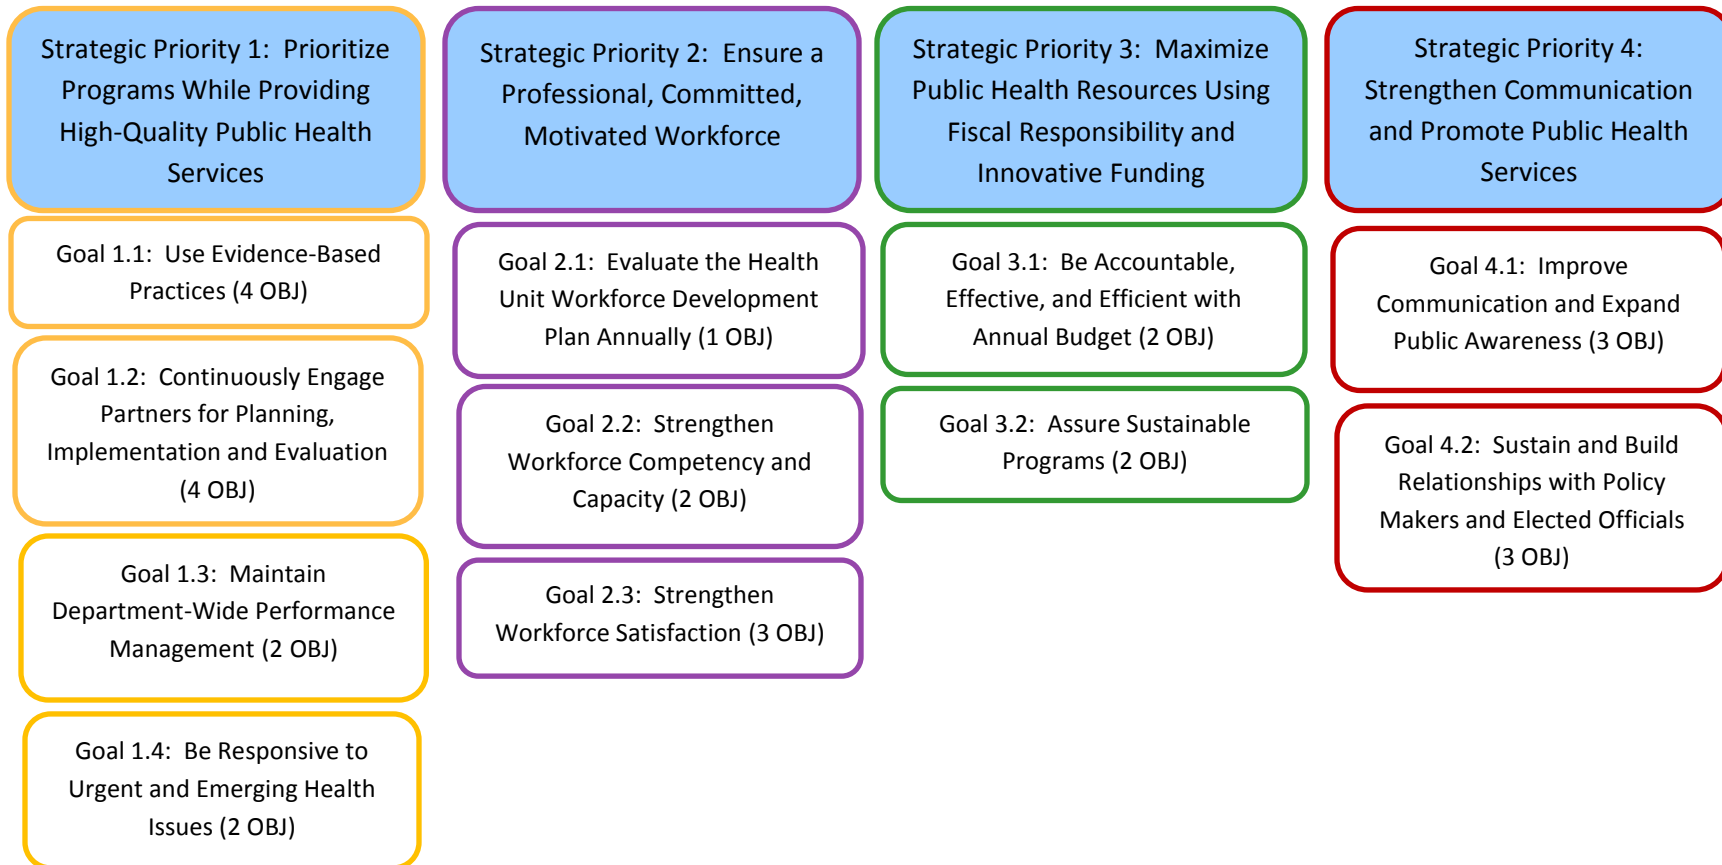 Strategic Priority 1: Prioritize
Programs While Providing
High-Quality Public Health
Services
Goal 1.1: Use Evidence-Based
Practices (4 OBJ)
Goal 1.2: Continuously Engage
Partners for Planning,
Implementation and Evaluation
(4 OBJ)
Goal 1.3: Maintain
Department-Wide Performance
Management (2 OBJ)
Goal 1.4: Be Responsive to
Urgent and Emerging Health
Issues (2 OBJ)
Strategic Priority 2: Ensure a
Professional, Committed,
Motivated Workforce
Goal 2.1: Evaluate the Health
Unit Workforce Development
Plan Annually (1 OBJ)
Goal 2.2: Strengthen
Workforce Competency and
Capacity (2 OBJ)
Goal 2.3: Strengthen
Workforce Satisfaction (3 OBJ)
Strategic Priority 3: Maximize
Public Health Resources Using
Fiscal Responsibility and
Innovative Funding
Goal 3.1: Be Accountable,
Effective, and Efficient with
Annual Budget (2 OBJ)
Goal 3.2: Assure Sustainable
Programs (2 OBJ)
Strategic Priority 4:
Strengthen Communication
and Promote Public Health
Services
Goal 4.1: Improve
Communication and Expand
Public Awareness (3 OBJ)
Goal 4.2: Sustain and Build
Relationships with Policy
Makers and Elected Officials
(3 OBJ)